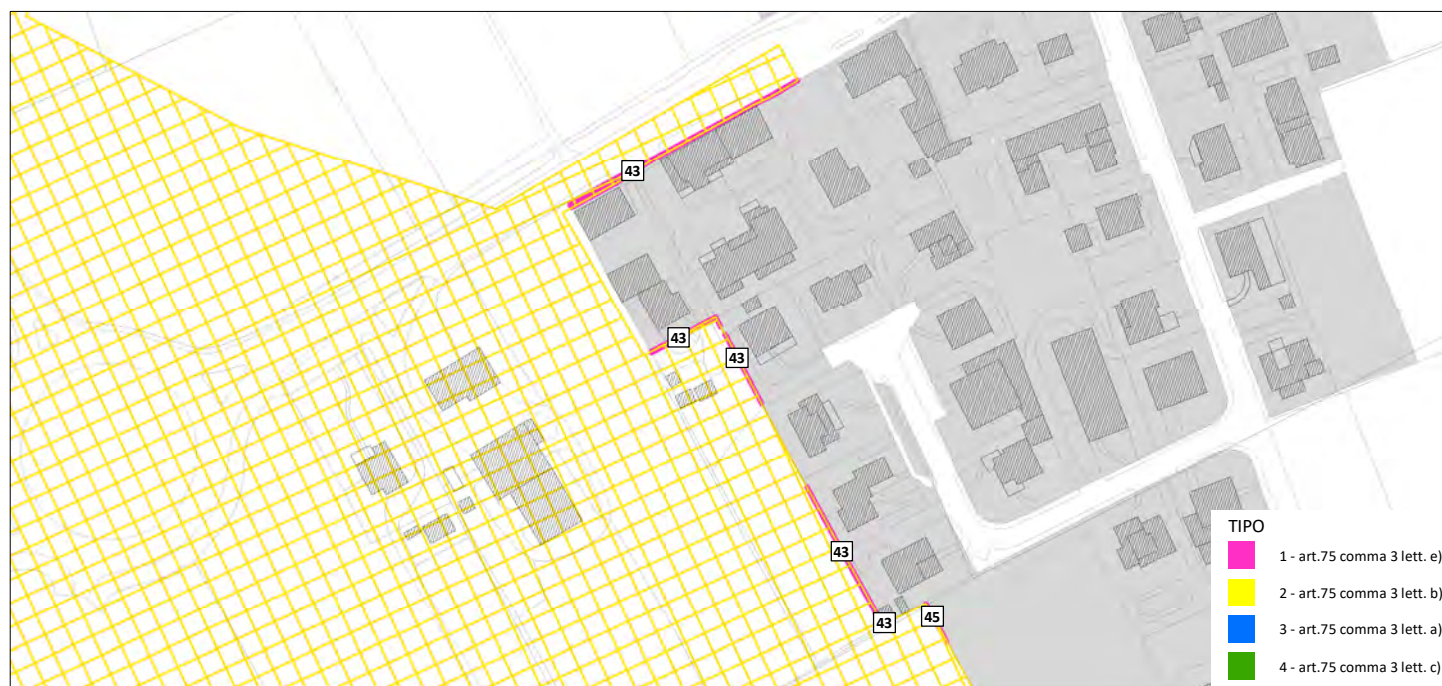 43
43
43
43
43
45
TIPO
1 - art.75 comma 3 lett. e)
2 - art.75 comma 3 lett. b)
3 - art.75 comma 3 lett. a)
4 - art.75 comma 3 lett. c)